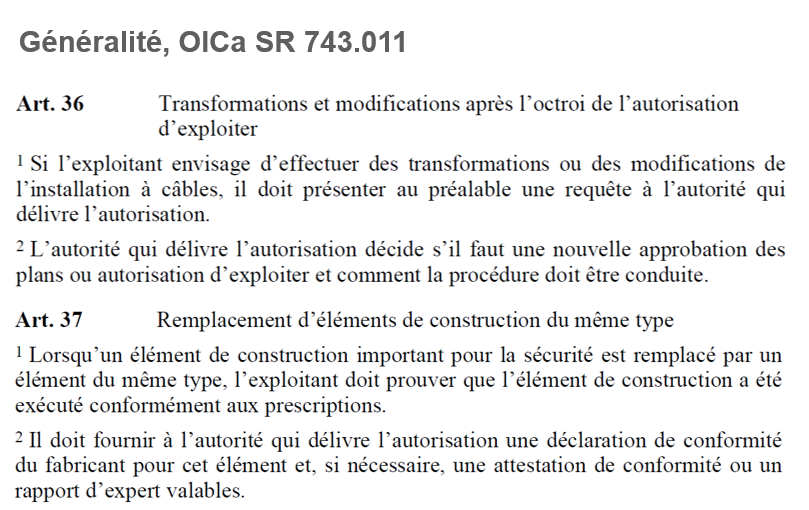 Généralité, OICa SR 743.011
Art. 36 Transformations et modifications après l’octroi de l’autorisation
d’exploiter
1 Si l’exploitant envisage d’effectuer des transformations ou des modifications de
l’installation à câbles, il doit présenter au préalable une requête à l’autorité qui
délivre l’autorisation.
2 L’autorité qui délivre l’autorisation décide s’il faut une nouvelle approbation des
plans ou autorisation d’exploiter et comment la procédure doit être conduite.
Art. 37 Remplacement d’éléments de construction du même type
1 Lorsqu’un élément de construction important pour la sécurité est remplacé par un
élément du même type, l’exploitant doit prouver que l’élément de construction a été
exécuté conformément aux prescriptions.
2 Il doit fournir à l’autorité qui délivre l’autorisation une déclaration de conformité
du fabricant pour cet élément et, si nécessaire, une attestation de conformité ou un
rapport d’expert valables.